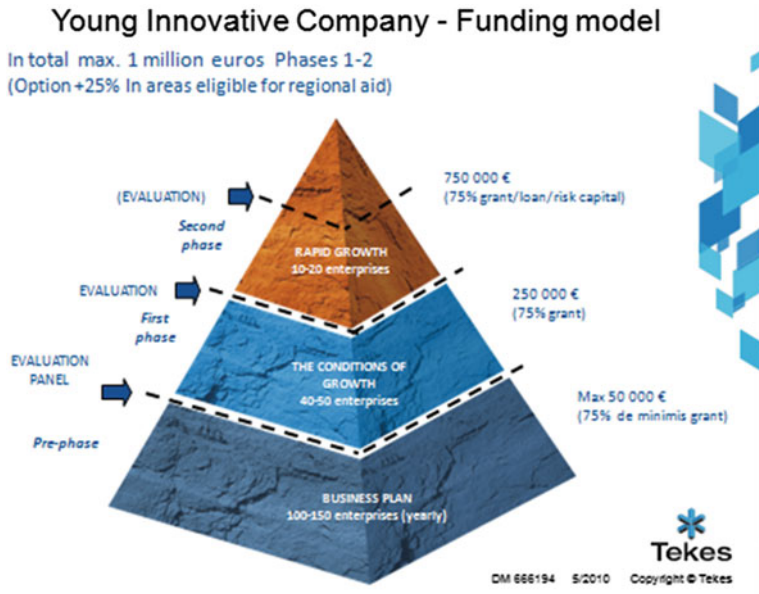 Young Innovative Company - Funding model
In total max. 1 million euros Phases 1-2
(Option +25% In areas eligible for regional aid)
(EVALUATION)
Second
phase
750 000 €
(75% grant/loan/risk capital)
RAPID GROWTH
10-20 enterprises
EVALUATION
First
phase
250 000 €
(75% grant)
THE CONDITIONS OF
GROWTH
40-50 enterprises
EVALUATION
PANEL
Pre-phase
Max 50 000 €
(75% de minimis grant)
BUSINESS PLAN
100-150 enterprises (yearly)
Tekes
DM 666194 5/2010 Copyright © Tekes